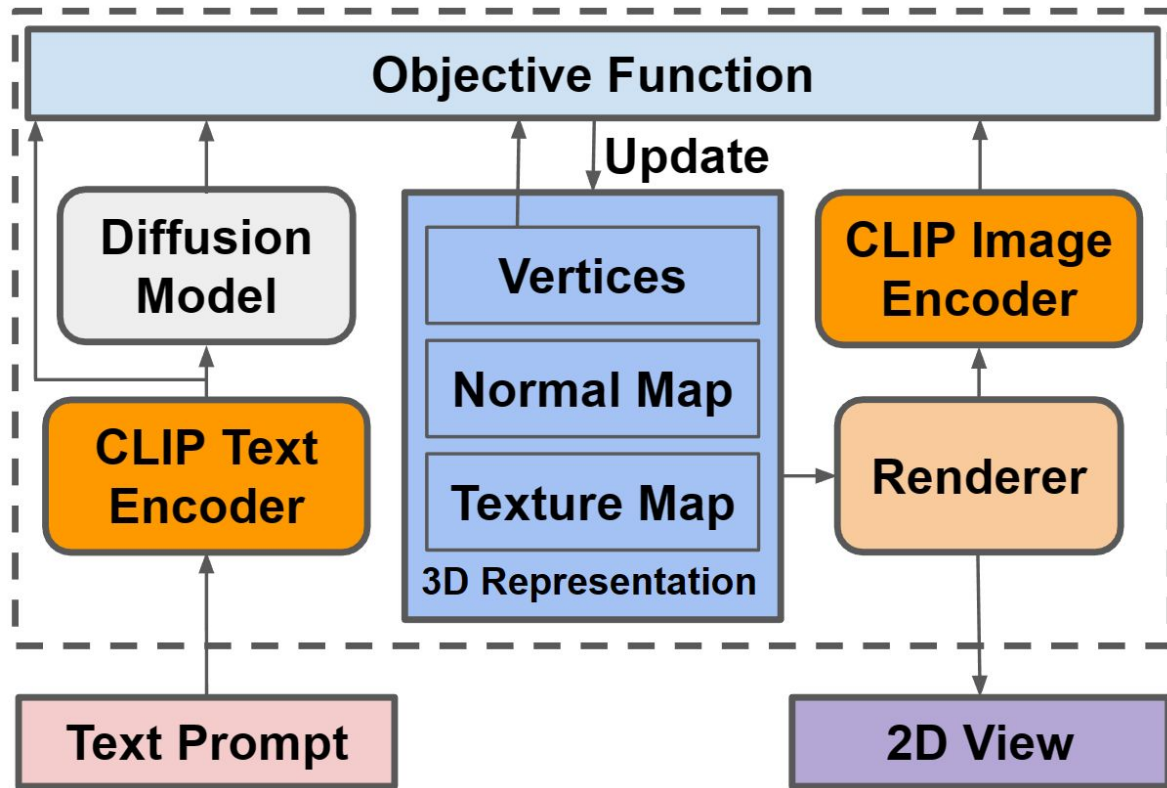 Objective Function
Update
Diffusion
Model
Vertices
CLIP Image
Encoder
Normal Map
CLIP Text
Encoder
Texture Map
Renderer
3D Representation
Text Prompt
2D View